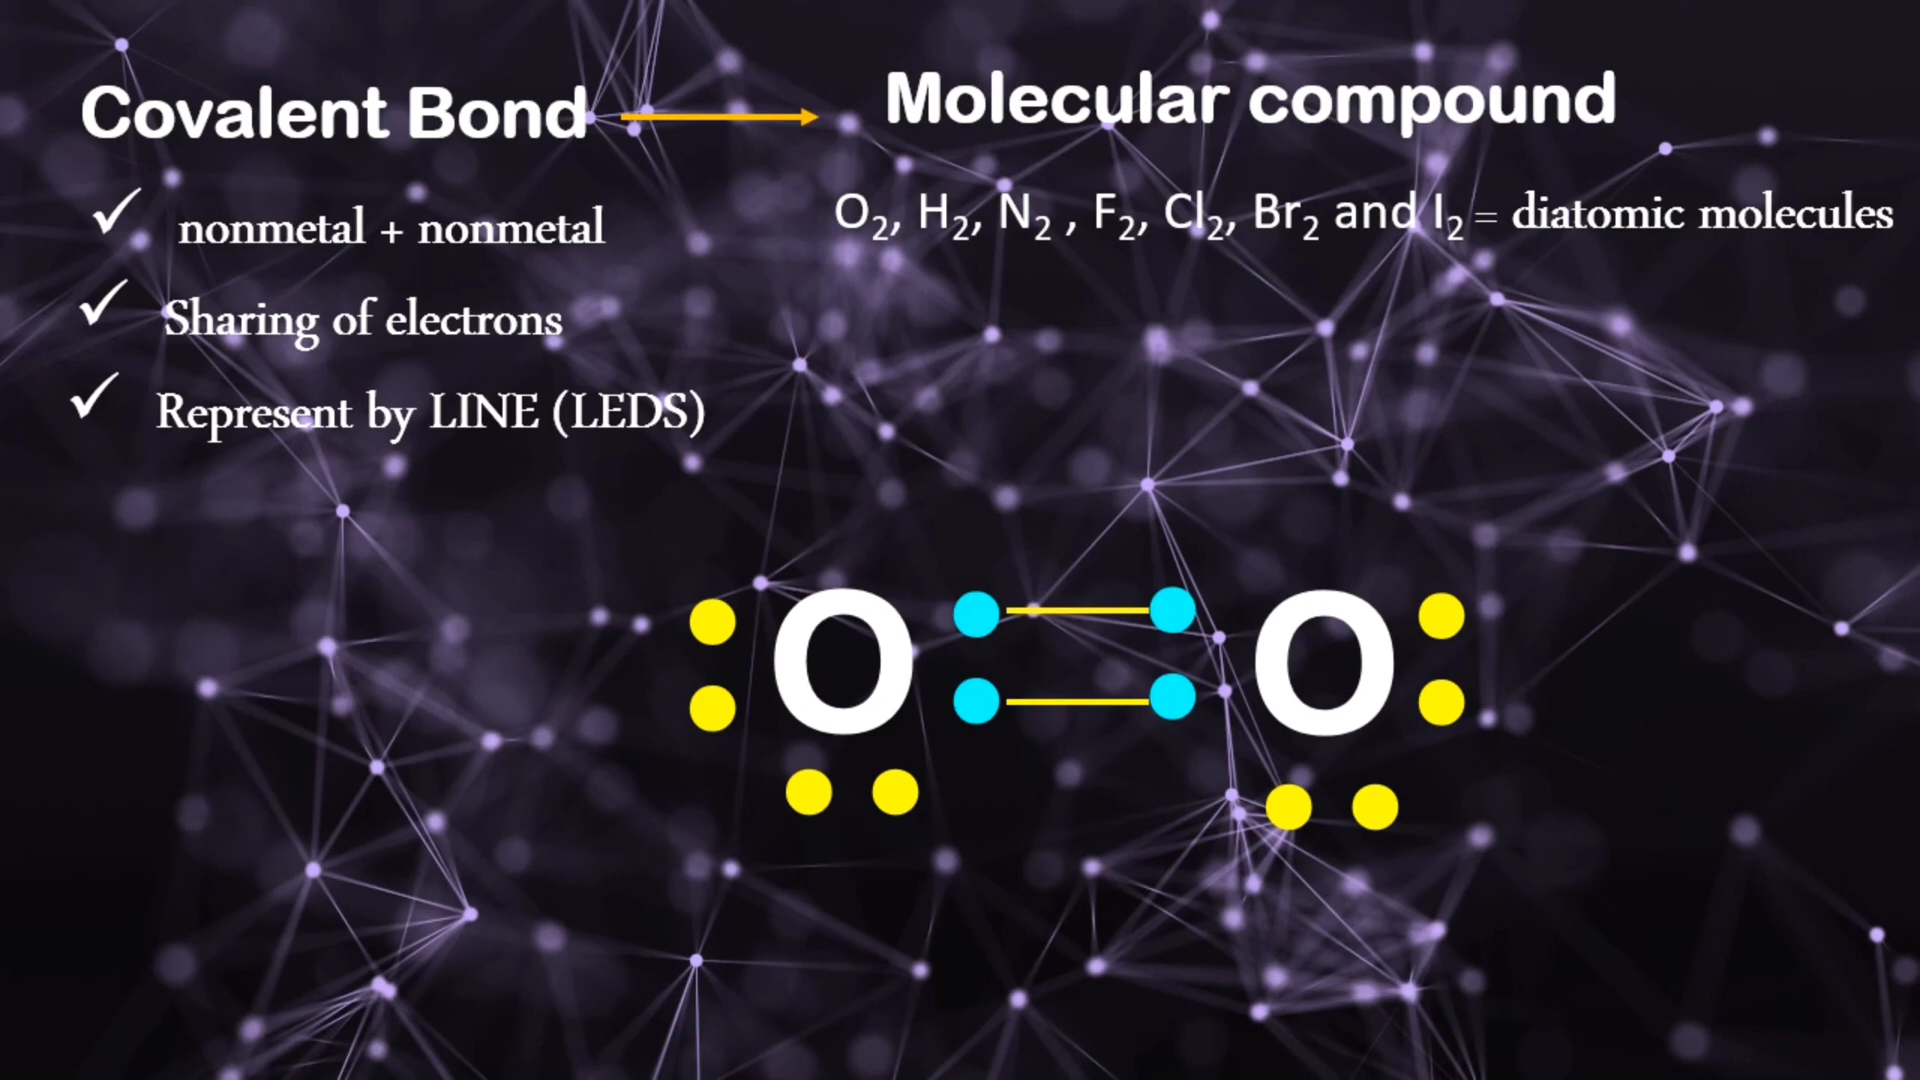 Covalent Bond
Molecular compound
✓ nonmetal + nonmetal
✓ Sharing of electrons
✓ Represent by LINE (LEDS)
O₂, H₂, N₂ , F₂, Cl₂, Br₂ and I₂ = diatomic molecules
O O